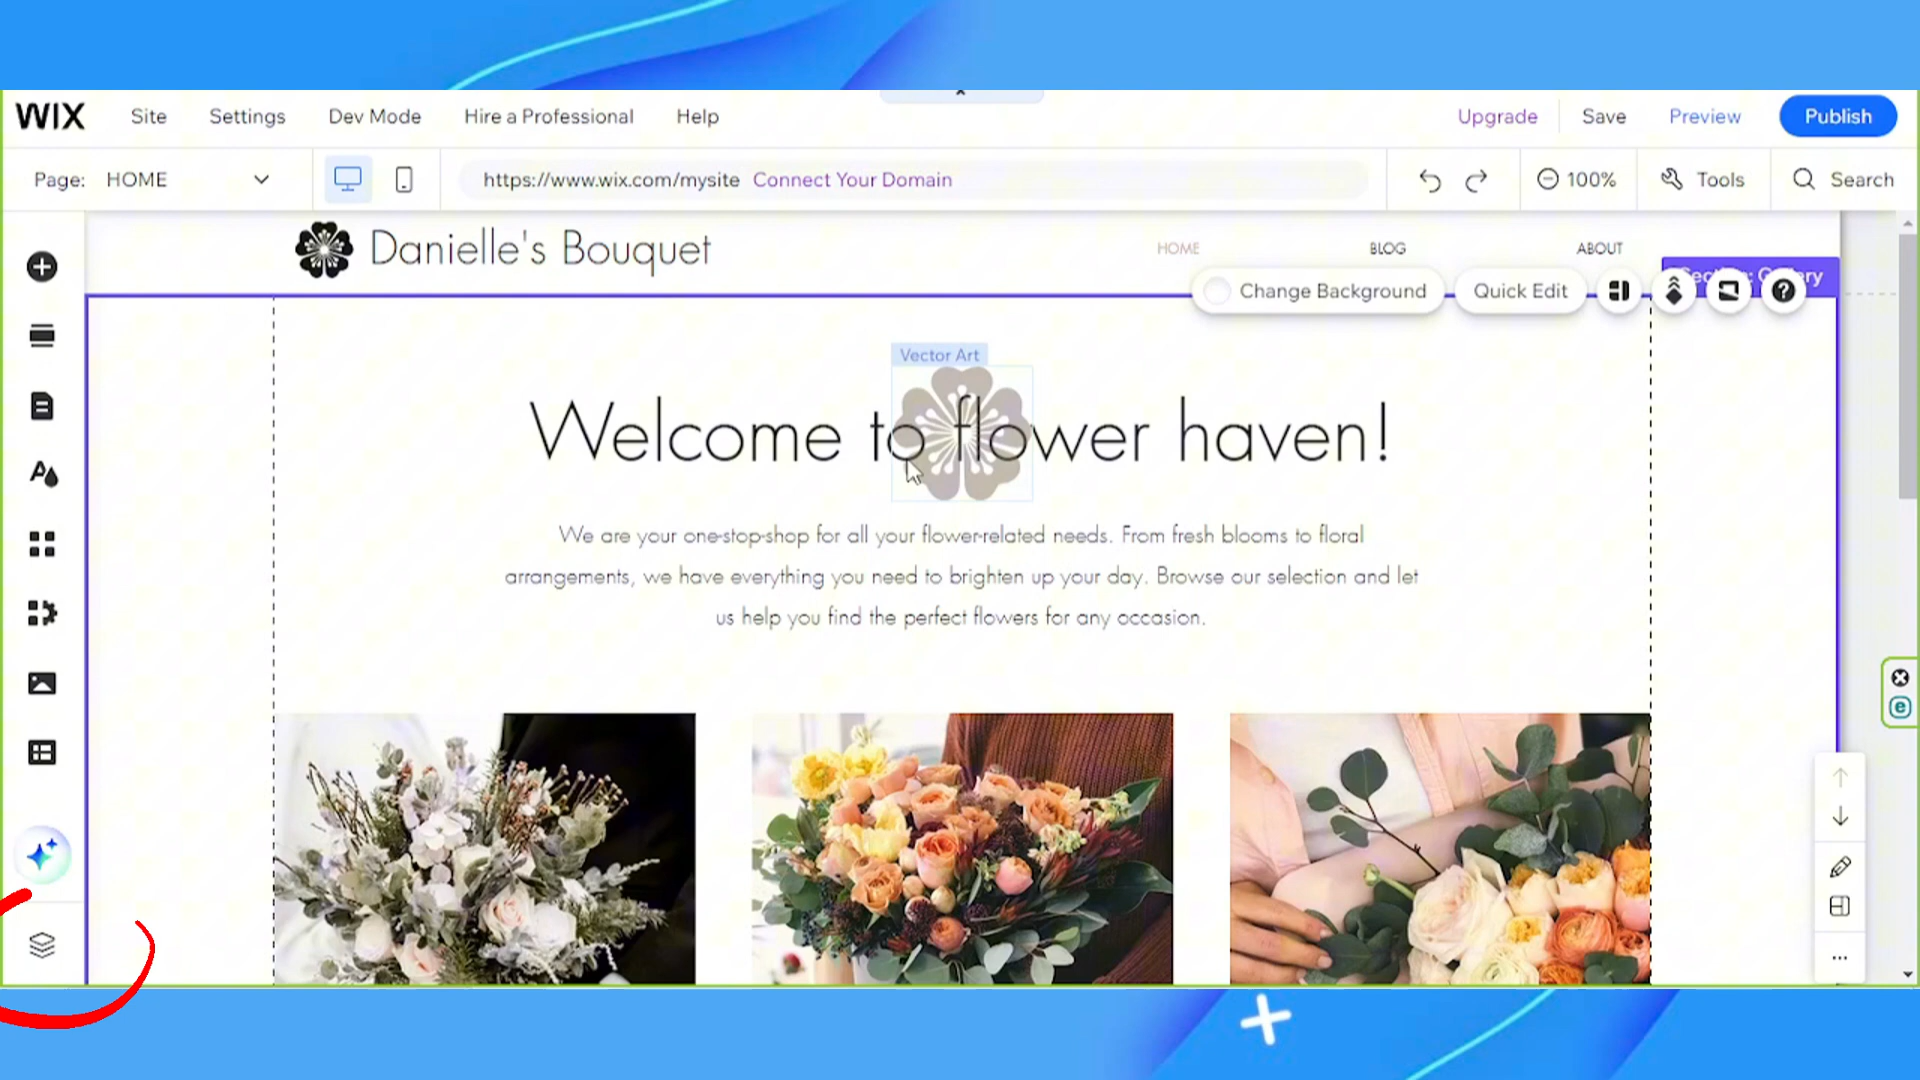 WIX Site Settings Dev Mode Hire a Professional Help Upgrade Save Preview Publish
Page: HOME https://www.wix.com/mysite Connect Your Domain 100% Tools Search
Danielle's Bouquet HOME BLOG ABOUT
Change Background Quick Edit ?
Vector Art
Welcome to flower haven!
We are your one-stop-shop for all your flower-related needs. From fresh blooms to floral
arrangements, we have everything you need to brighten up your day. Browse our selection and let
us help you find the perfect flowers for any occasion.